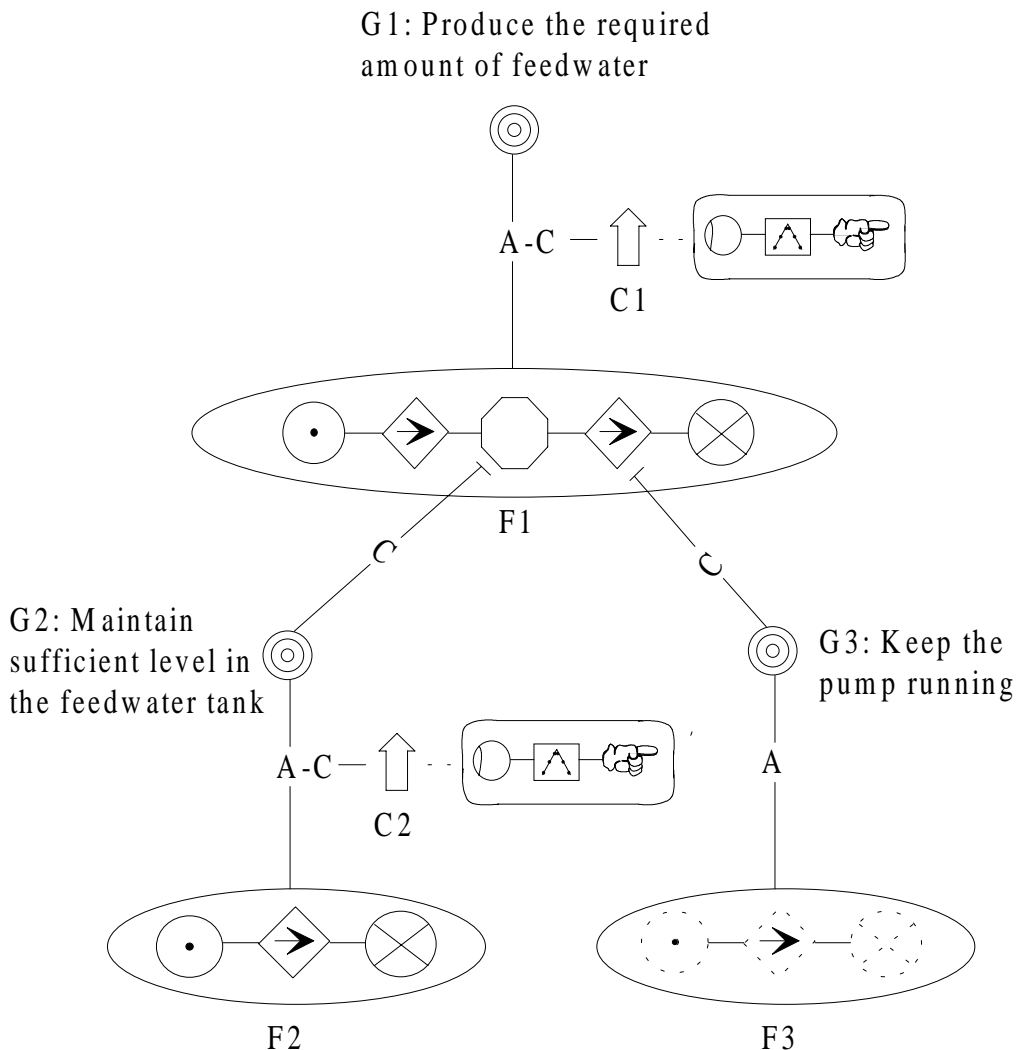 G1: Produce the required
amount of feedwater
A-C
C1
F1
C
C
G2: Maintain
sufficient level in
the feedwater tank
G3: Keep the
pump running
A-C
C2
A
F2
F3